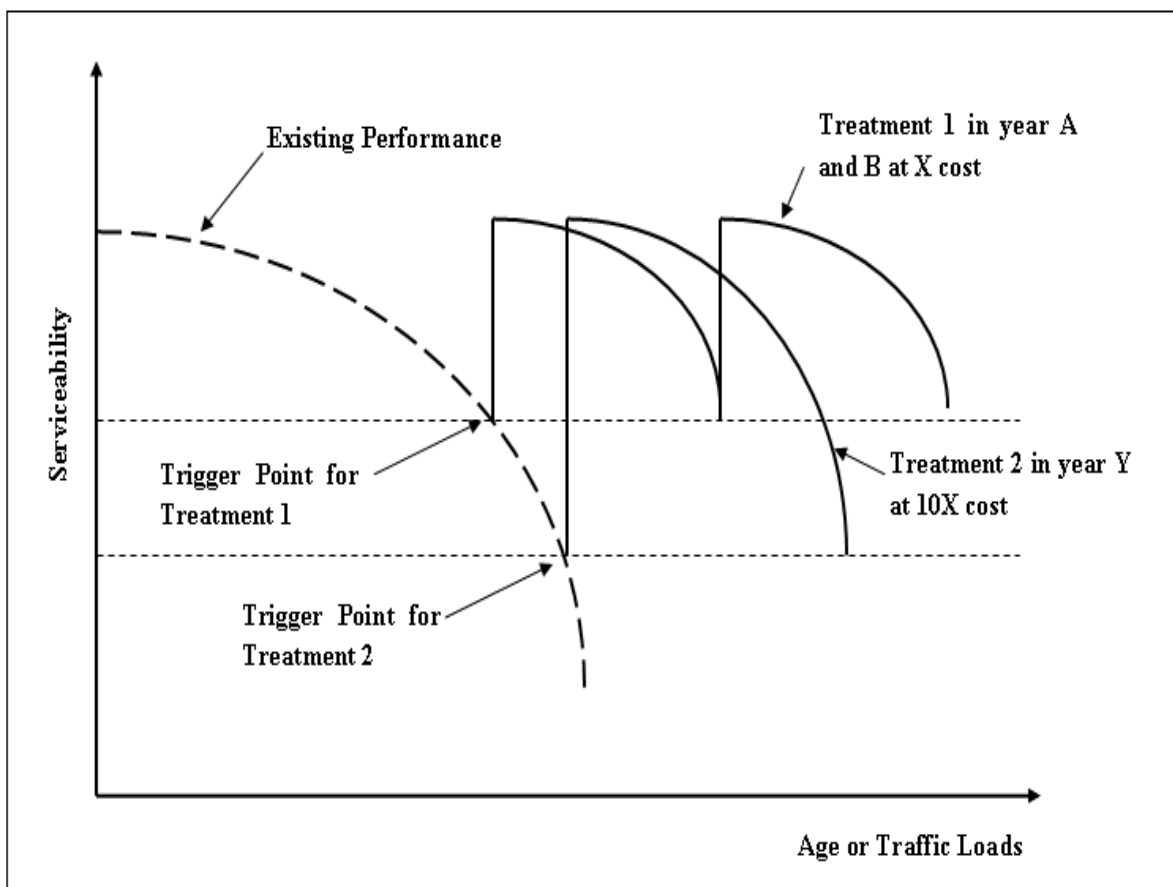 Existing Performance
Treatment 1 in year A
and B at X cost
Serviceability
Trigger Point for
Treatment 1
Treatment 2 in year Y
at 10X cost
Trigger Point for
Treatment 2
Age or Traffic Loads